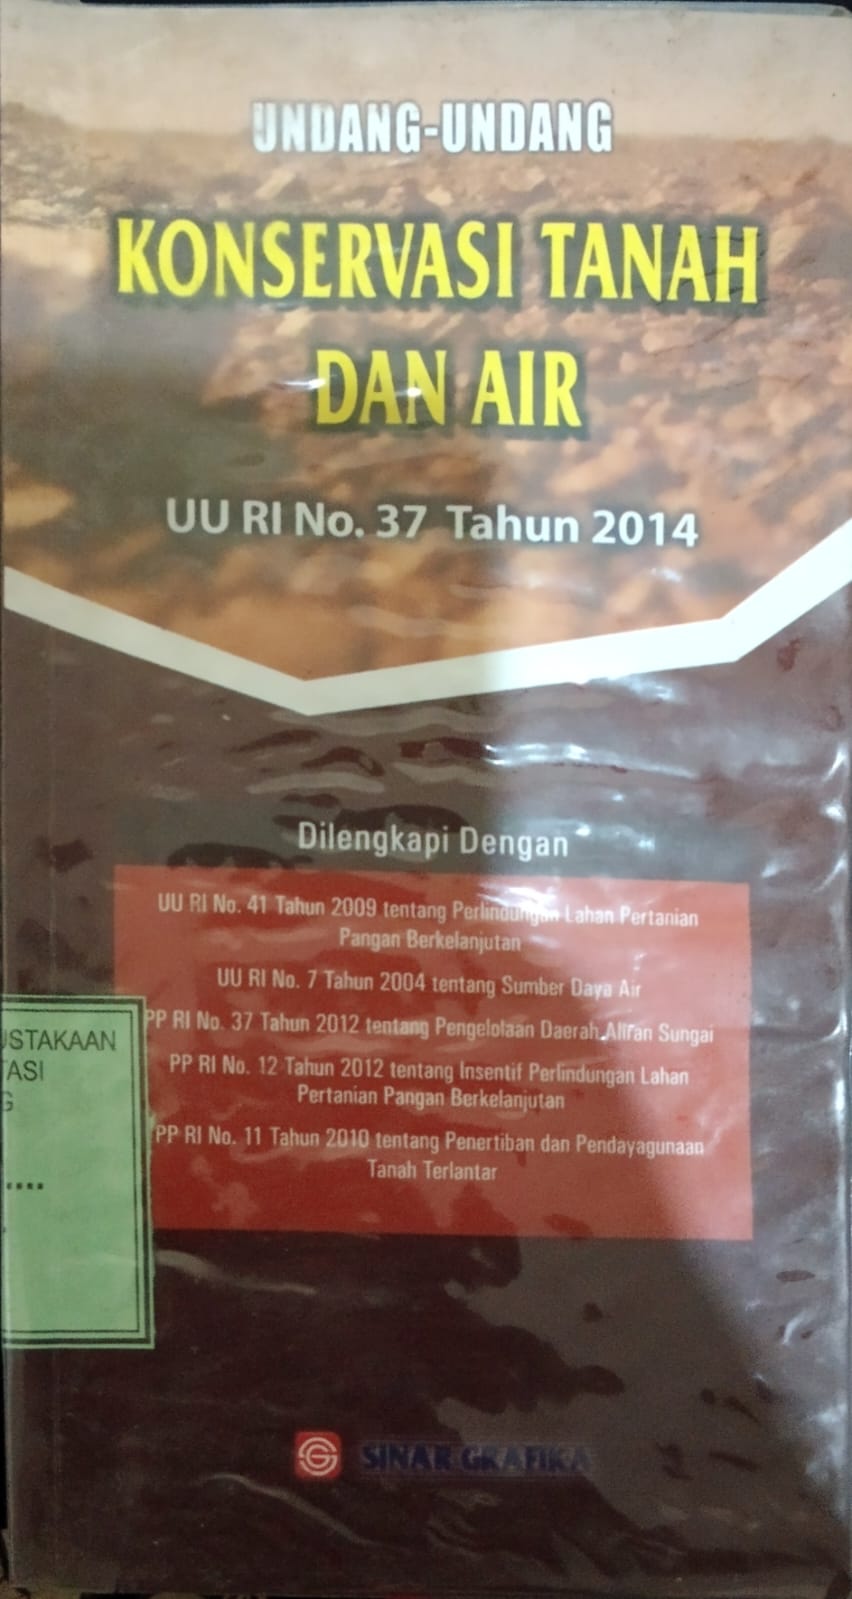 UNDANG-UNDANG
KONSERVASI TANAH
DAN AIR
UU RI No. 37 Tahun 2014
Dilengkapi Dengan
UU RI No. 41 Tahun 2009 tentang Perlindungan Lahan Pertanian
Pangan Berkelanjutan
UU RI No. 7 Tahun 2004 tentang Sumber Daya Air
PP RI No. 37 Tahun 2012 tentang Pengelolaan Daerah Aliran Sungai
PP RI No. 12 Tahun 2012 tentang Insentif Perlindungan Lahan
Pertanian Pangan Berkelanjutan
PP RI No. 11 Tahun 2010 tentang Penertiban dan Pendayagunaan
Tanah Terlantar
USTAKAAN
TASI
G
.....
SINAR GRAFIKA